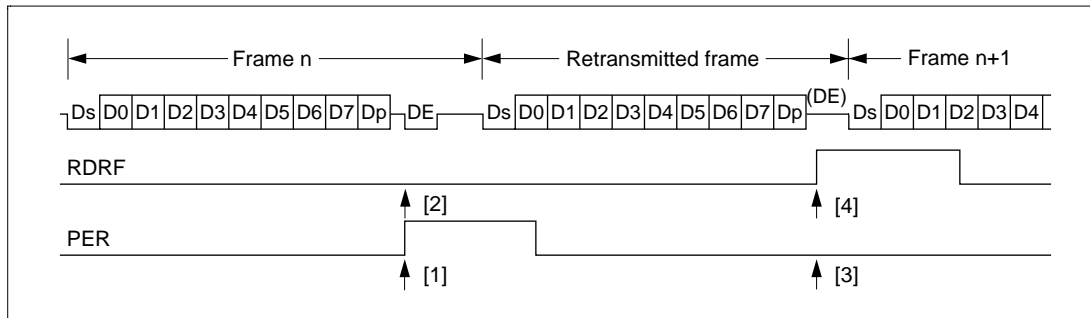 Frame n Retransmitted frame Frame n+1
(DE)
Ds D0 D1 D2 D3 D4 D5 D6 D7 Dp DE Ds D0 D1 D2 D3 D4 D5 D6 D7 Dp Ds D0 D1 D2 D3 D4
RDRF
[2] [4]
PER
[1] [3]